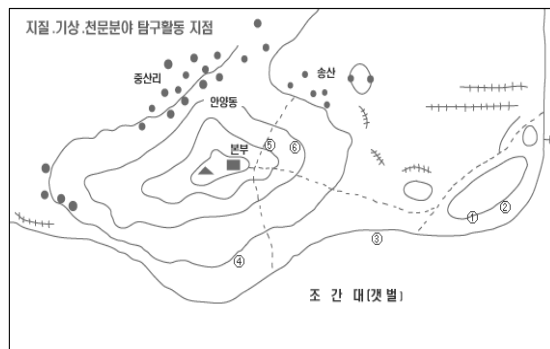 지질.기상.천문분야 탐구활동 지점
중산리
송산
안양동
본부
⑤
⑥
①
②
③
④
조 간 대(갯벌)